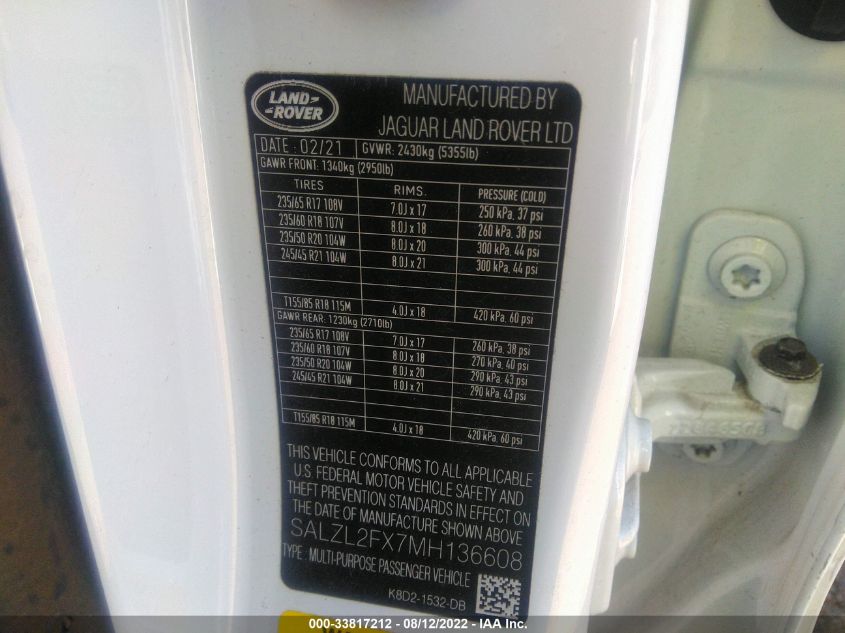 LAND-
-ROVER
MANUFACTURED BY
JAGUAR LAND ROVER LTD
DATE : 02/21 GVWR: 2430kg (5355lb)
GAWR FRONT: 1340kg (2950lb)
TIRES RIMS. PRESSURE (COLD)
235/65 R17 108V 7.0J x 17 250 kPa, 37 psi
235/60 R18 107V 8.0J x 18 260 kPa, 38 psi
235/50 R20 104W 8.0J x 20 300 kPa, 44 psi
245/45 R21 104W 8.0J x 21 300 kPa, 44 psi
T155/85 R18 115M 4.0J x 18 420 kPa, 60 psi
GAWR REAR: 1230kg (2710lb)
235/65 R17 108V 7.0J x 17 260 kPa, 38 psi
235/60 R18 107V 8.0J x 18 270 kPa, 40 psi
235/50 R20 104W 8.0J x 20 290 kPa, 43 psi
245/45 R21 104W 8.0J x 21 290 kPa, 43 psi
T155/85 R18 115M 4.0J x 18 420 kPa, 60 psi
THIS VEHICLE CONFORMS TO ALL APPLICABLE
U.S. FEDERAL MOTOR VEHICLE SAFETY AND
THEFT PREVENTION STANDARDS IN EFFECT ON
THE DATE OF MANUFACTURE SHOWN ABOVE
SALZL2FX7MH136608
TYPE : MULTI-PURPOSE PASSENGER VEHICLE
K8D2-1532-DB
000-33817212 - 08/12/2022 - IAA Inc.